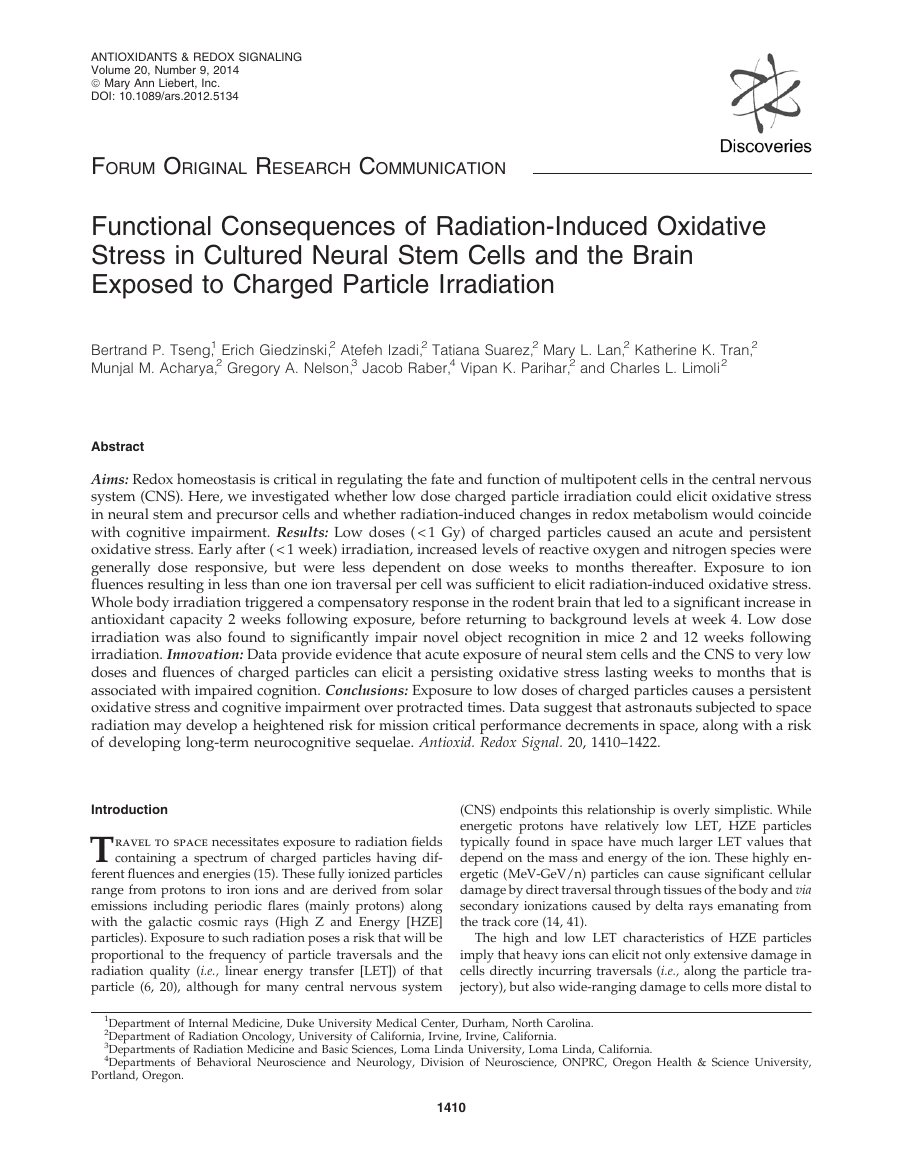 ANTIOXIDANTS & REDOX SIGNALING
Volume 20, Number 9, 2014
© Mary Ann Liebert, Inc.
DOI: 10.1089/ars.2012.5134
Discoveries
FORUM ORIGINAL RESEARCH COMMUNICATION
Functional Consequences of Radiation-Induced Oxidative
Stress in Cultured Neural Stem Cells and the Brain
Exposed to Charged Particle Irradiation
Bertrand P. Tseng,1 Erich Giedzinski,2 Atefeh Izadi,2 Tatiana Suarez,2 Mary L. Lan,2 Katherine K. Tran,2
Munjal M. Acharya,2 Gregory A. Nelson,3 Jacob Raber,4 Vipan K. Parihar,2 and Charles L. Limoli2
Abstract
Aims: Redox homeostasis is critical in regulating the fate and function of multipotent cells in the central nervous
system (CNS). Here, we investigated whether low dose charged particle irradiation could elicit oxidative stress
in neural stem and precursor cells and whether radiation-induced changes in redox metabolism would coincide
with cognitive impairment. Results: Low doses (<1 Gy) of charged particles caused an acute and persistent
oxidative stress. Early after (<1 week) irradiation, increased levels of reactive oxygen and nitrogen species were
generally dose responsive, but were less dependent on dose weeks to months thereafter. Exposure to ion
fluences resulting in less than one ion traversal per cell was sufficient to elicit radiation-induced oxidative stress.
Whole body irradiation triggered a compensatory response in the rodent brain that led to a significant increase in
antioxidant capacity 2 weeks following exposure, before returning to background levels at week 4. Low dose
irradiation was also found to significantly impair novel object recognition in mice 2 and 12 weeks following
irradiation. Innovation: Data provide evidence that acute exposure of neural stem cells and the CNS to very low
doses and fluences of charged particles can elicit a persisting oxidative stress lasting weeks to months that is
associated with impaired cognition. Conclusions: Exposure to low doses of charged particles causes a persistent
oxidative stress and cognitive impairment over protracted times. Data suggest that astronauts subjected to space
radiation may develop a heightened risk for mission critical performance decrements in space, along with a risk
of developing long-term neurocognitive sequelae. Antioxid. Redox Signal. 20, 1410–1422.
Introduction
TRAVEL TO SPACE necessitates exposure to radiation fields
containing a spectrum of charged particles having dif-
ferent fluences and energies (15). These fully ionized particles
range from protons to iron ions and are derived from solar
emissions including periodic flares (mainly protons) along
with the galactic cosmic rays (High Z and Energy [HZE]
particles). Exposure to such radiation poses a risk that will be
proportional to the frequency of particle traversals and the
radiation quality (i.e., linear energy transfer [LET]) of that
particle (6, 20), although for many central nervous system
(CNS) endpoints this relationship is overly simplistic. While
energetic protons have relatively low LET, HZE particles
typically found in space have much larger LET values that
depend on the mass and energy of the ion. These highly en-
ergetic (MeV-GeV/n) particles can cause significant cellular
damage by direct traversal through tissues of the body and via
secondary ionizations caused by delta rays emanating from
the track core (14, 41).
The high and low LET characteristics of HZE particles
imply that heavy ions can elicit not only extensive damage in
cells directly incurring traversals (i.e., along the particle tra-
jectory), but also wide-ranging damage to cells more distal to
1Department of Internal Medicine, Duke University Medical Center, Durham, North Carolina.
2Department of Radiation Oncology, University of California, Irvine, Irvine, California.
3Departments of Radiation Medicine and Basic Sciences, Loma Linda University, Loma Linda, California.
4Departments of Behavioral Neuroscience and Neurology, Division of Neuroscience, ONPRC, Oregon Health & Science University,
Portland, Oregon.
1410